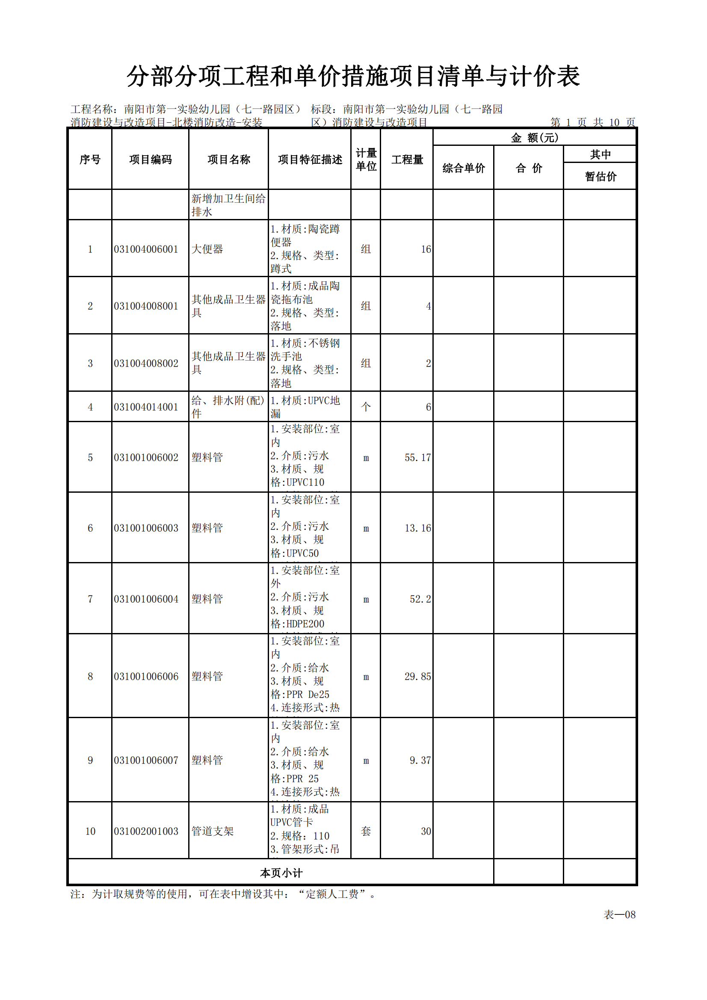 分部分项工程和单价措施项目清单与计价表
工程名称：南阳市第一实验幼儿园（七一路园区） 标段：南阳市第一实验幼儿园（七一路园
消防建设与改造项目-北楼消防改造-安装 区）消防建设与改造项目 第 1 页 共 10 页
序号 项目编码 项目名称 项目特征描述 计量单位 工程量 金 额(元)
综合单价 合 价 其中
暂估价
新增加卫生间给
排水
1 031004006001 大便器 1.材质:陶瓷蹲
便器
2.规格、类型:
蹲式
组 16
2 031004008001 其他成品卫生器
具
1.材质:成品陶
瓷拖布池
2.规格、类型:
落地
组 4
3 031004008002 其他成品卫生器
具
1.材质:不锈钢
洗手池
2.规格、类型:
落地
组 2
4 031004014001 给、排水附(配)
件
1.材质:UPVC地
漏
个 6
5 031001006002 塑料管 1.安装部位:室
内
2.介质:污水
3.材质、规
格:UPVC110
m 55.17
6 031001006003 塑料管 1.安装部位:室
内
2.介质:污水
3.材质、规
格:UPVC50
m 13.16
7 031001006004 塑料管 1.安装部位:室
外
2.介质:污水
3.材质、规
格:HDPE200
m 52.2
8 031001006006 塑料管 1.安装部位:室
内
2.介质:给水
3.材质、规
格:PPR De25
4.连接形式:热
m 29.85
9 031001006007 塑料管 1.安装部位:室
内
2.介质:给水
3.材质、规
格:PPR 25
4.连接形式:热
m 9.37
10 031002001003 管道支架 1.材质:成品
UPVC管卡
2.规格：110
3.管架形式:吊
套 30
本页小计
注：为计取规费等的使用，可在表中增设其中：“定额人工费”。
表—08